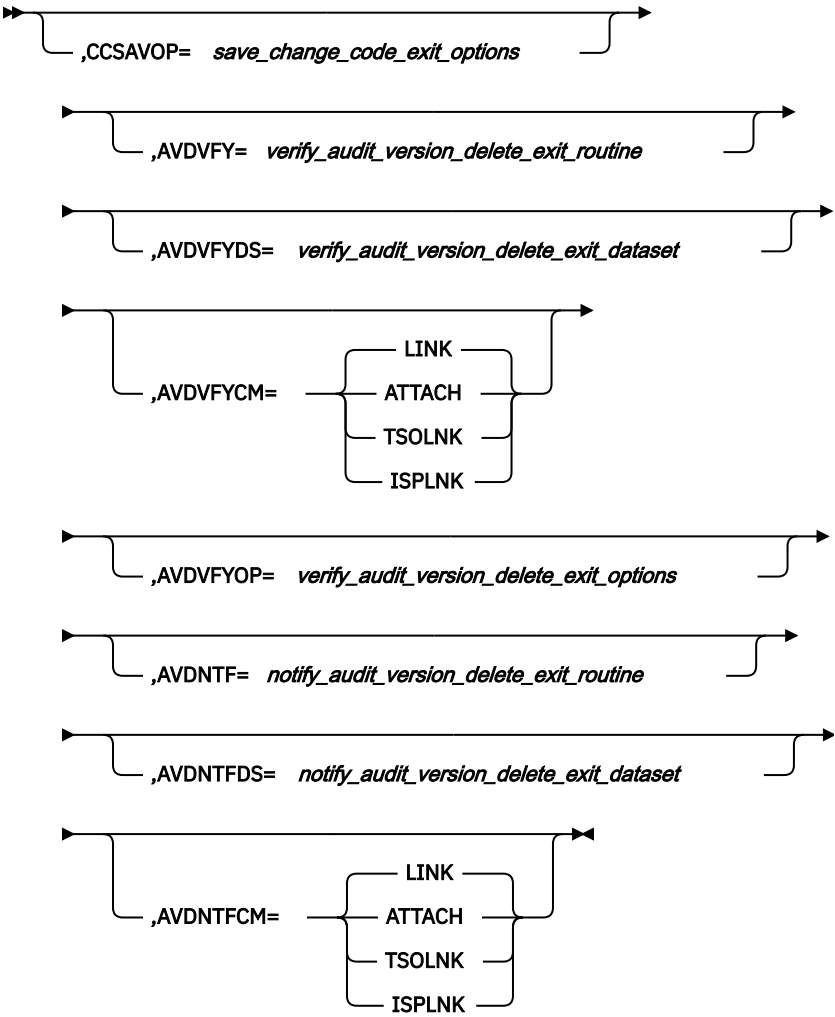 ,CCSAVOP= save_change_code_exit_options
,AVDVFY= verify_audit_version_delete_exit_routine
,AVDVFYDS= verify_audit_version_delete_exit_dataset
LINK
,AVDVFYCM= ATTACH
TSOLNK
ISPLNK
,AVDVFYOP= verify_audit_version_delete_exit_options
,AVDNTF= notify_audit_version_delete_exit_routine
,AVDNTFDS= notify_audit_version_delete_exit_dataset
LINK
,AVDNTFCM= ATTACH
TSOLNK
ISPLNK